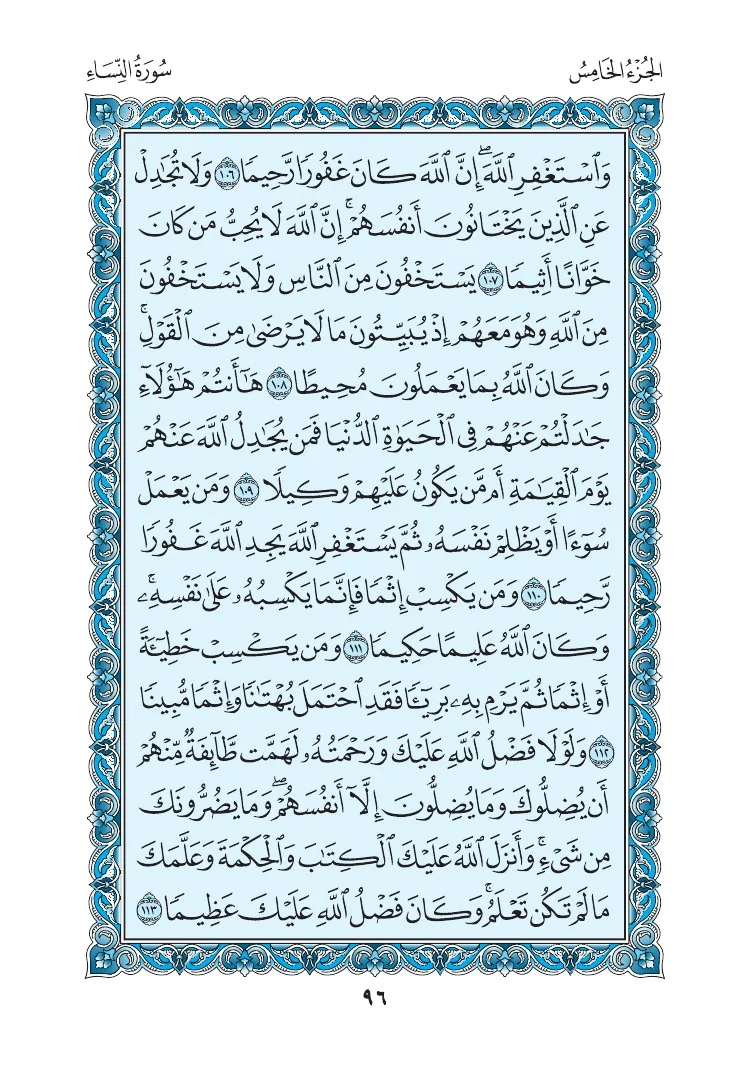 الجُزْءُ الخَامِسُ
سُورَةُ النِّسَاءِ
وَٱسْتَغْفِرِ ٱللَّهَۖ إِنَّ ٱللَّهَ كَانَ غَفُورًا رَّحِيمًا ١٠٦ وَلَا تُجَٰدِلْ
عَنِ ٱلَّذِينَ يَخْتَانُونَ أَنفُسَهُمْۚ إِنَّ ٱللَّهَ لَا يُحِبُّ مَن كَانَ
خَوَّانًا أَثِيمًا ١٠٧ يَسْتَخْفُونَ مِنَ ٱلنَّاسِ وَلَا يَسْتَخْفُونَ
مِنَ ٱللَّهِ وَهُوَ مَعَهُمْ إِذْ يُبَيِّتُونَ مَا لَا يَرْضَىٰ مِنَ ٱلْقَوْلِۚ
وَكَانَ ٱللَّهُ بِمَا يَعْمَلُونَ مُحِيطًا ١٠٨ هَٰٓأَنتُمْ هَٰٓؤُلَآءِ
جَٰدَلْتُمْ عَنْهُمْ فِى ٱلْحَيَوٰةِ ٱلدُّنْيَا فَمَن يُجَٰدِلُ ٱللَّهَ عَنْهُمْ
يَوْمَ ٱلْقِيَٰمَةِ أَم مَّن يَكُونُ عَلَيْهِمْ وَكِيلًا ١٠٩ وَمَن يَعْمَلْ
سُوٓءًا أَوْ يَظْلِمْ نَفْسَهُۥ ثُمَّ يَسْتَغْفِرِ ٱللَّهَ يَجِدِ ٱللَّهَ غَفُورًا
رَّحِيمًا ١١٠ وَمَن يَكْسِبْ إِثْمًا فَإِنَّمَا يَكْسِبُهُۥ عَلَىٰ نَفْسِهِۦۚ
وَكَانَ ٱللَّهُ عَلِيمًا حَكِيمًا ١١١ وَمَن يَكْسِبْ خَطِيٓـَٔةً
أَوْ إِثْمًا ثُمَّ يَرْمِ بِهِۦ بَرِيٓـًٔا فَقَدِ ٱحْتَمَلَ بُهْتَٰنًا وَإِثْمًا مُّبِينًا
١١٢ وَلَوْلَا فَضْلُ ٱللَّهِ عَلَيْكَ وَرَحْمَتُهُۥ لَهَمَّت طَّآئِفَةٌ مِّنْهُمْ
أَن يُضِلُّوكَ وَمَا يُضِلُّونَ إِلَّآ أَنفُسَهُمْۖ وَمَا يَضُرُّونَكَ
مِن شَىْءٍۚ وَأَنزَلَ ٱللَّهُ عَلَيْكَ ٱلْكِتَٰبَ وَٱلْحِكْمَةَ وَعَلَّمَكَ
مَا لَمْ تَكُن تَعْلَمُۚ وَكَانَ فَضْلُ ٱللَّهِ عَلَيْكَ عَظِيمًا ١١٣
٩٦